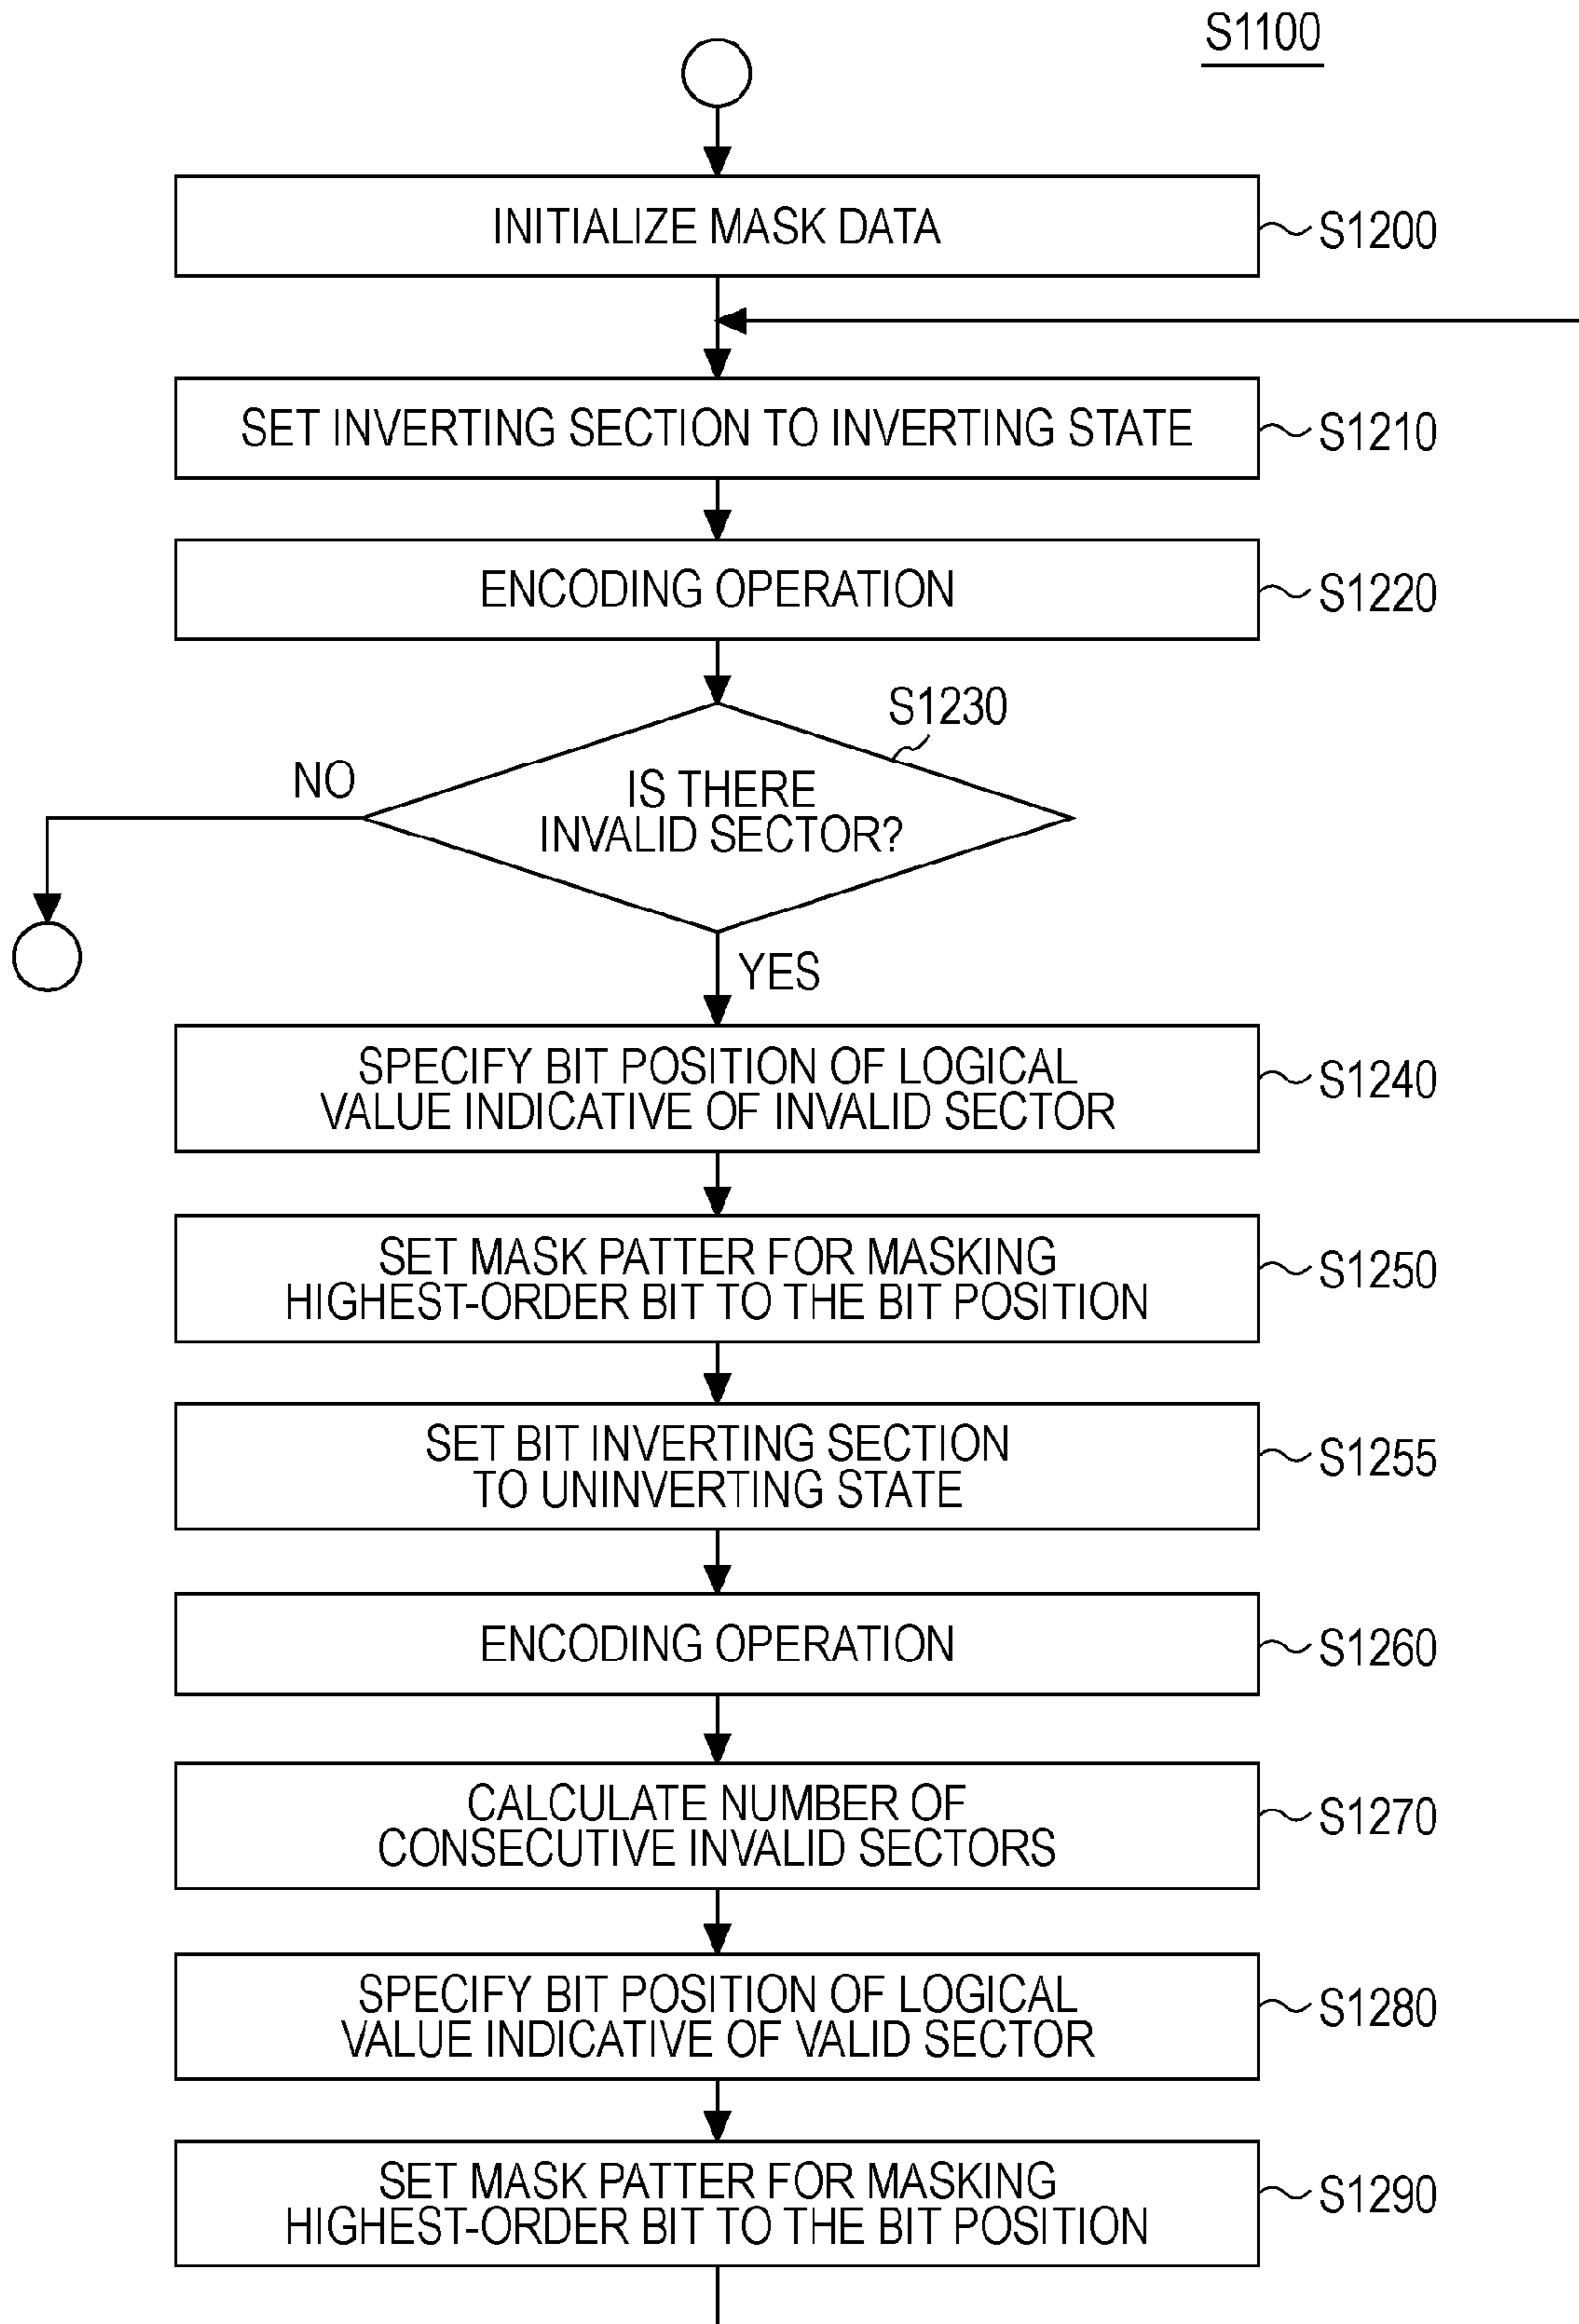 S1100
INITIALIZE MASK DATA
S1200
SET INVERTING SECTION TO INVERTING STATE
S1210
ENCODING OPERATION
S1220
S1230
NO
IS THERE
INVALID SECTOR?
YES
SPECIFY BIT POSITION OF LOGICAL
VALUE INDICATIVE OF INVALID SECTOR
S1240
SET MASK PATTER FOR MASKING
HIGHEST-ORDER BIT TO THE BIT POSITION
S1250
SET BIT INVERTING SECTION
TO UNINVERTING STATE
S1255
ENCODING OPERATION
S1260
CALCULATE NUMBER OF
CONSECUTIVE INVALID SECTORS
S1270
SPECIFY BIT POSITION OF LOGICAL
VALUE INDICATIVE OF VALID SECTOR
S1280
SET MASK PATTER FOR MASKING
HIGHEST-ORDER BIT TO THE BIT POSITION
S1290